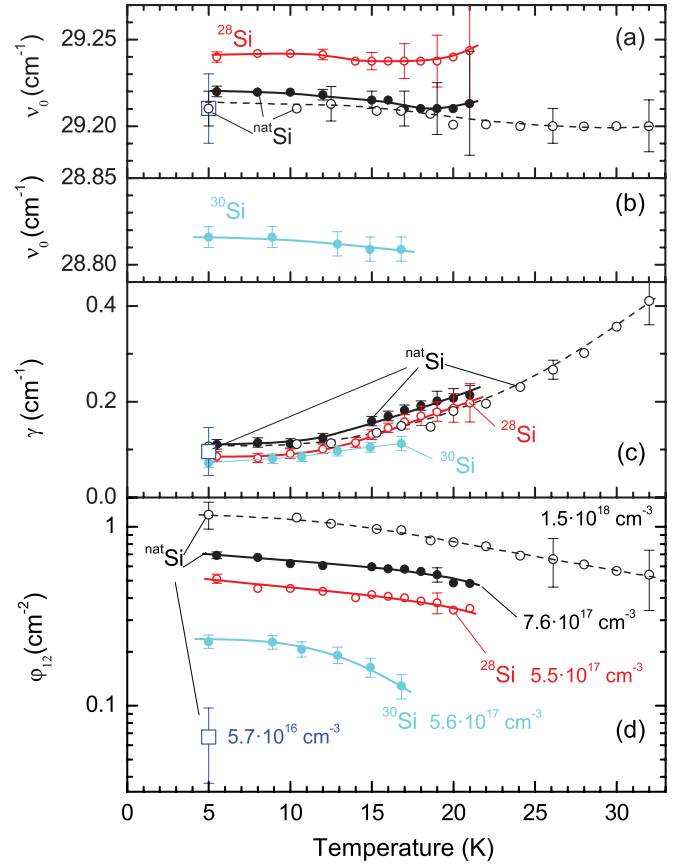 29.25
29.20
ν₀ (cm⁻¹)
²⁸Si
ⁿᵃᵗSi
(a)
28.85
28.80
ν₀ (cm⁻¹)
³⁰Si
(b)
0.4
0.2
0.0
γ (cm⁻¹)
ⁿᵃᵗSi
²⁸Si
³⁰Si
(c)
1
0.1
φ₁₂(cm⁻²)
ⁿᵃᵗSi
1.5·10¹⁸ cm⁻³
7.6·10¹⁷ cm⁻³
²⁸Si 5.5·10¹⁷ cm⁻³
³⁰Si 5.6·10¹⁷ cm⁻³
5.7·10¹⁶ cm⁻³
(d)
0 5 10 15 20 25 30
Temperature (K)